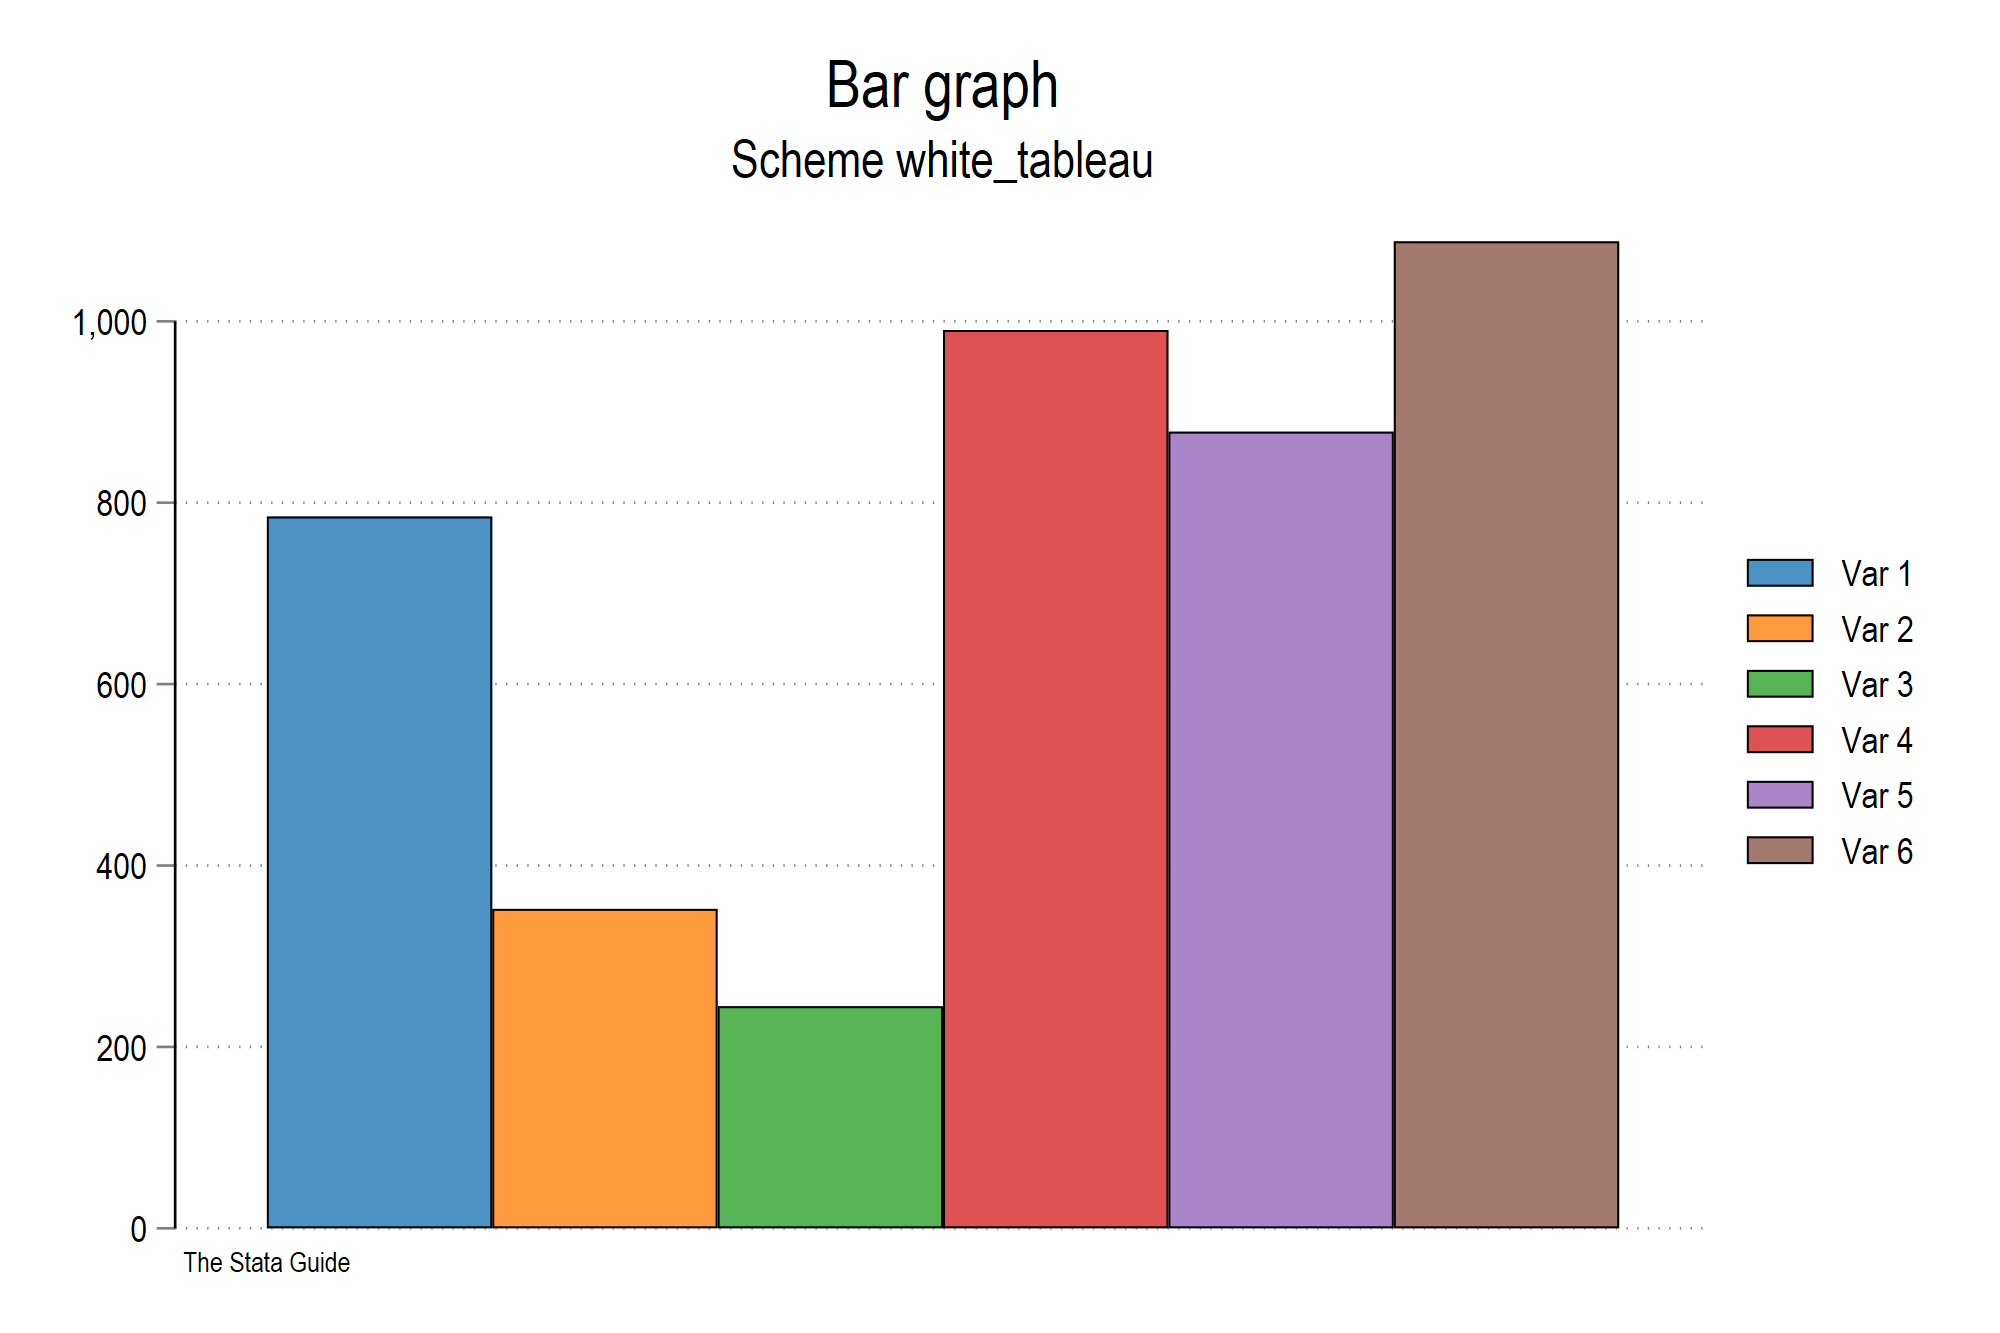 Bar graph
Scheme white_tableau
1,000
800
600
400
200
0
Var 1
Var 2
Var 3
Var 4
Var 5
Var 6
The Stata Guide